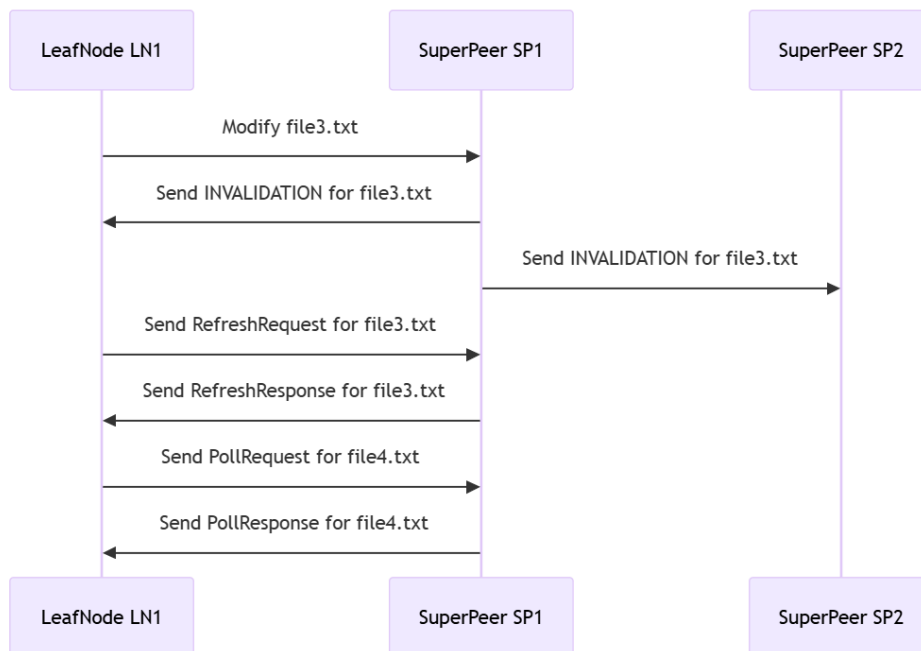 LeafNode LN1
SuperPeer SP1
SuperPeer SP2
Modify file3.txt
Send INVALIDATION for file3.txt
Send INVALIDATION for file3.txt
Send RefreshRequest for file3.txt
Send RefreshResponse for file3.txt
Send PollRequest for file4.txt
Send PollResponse for file4.txt
LeafNode LN1
SuperPeer SP1
SuperPeer SP2